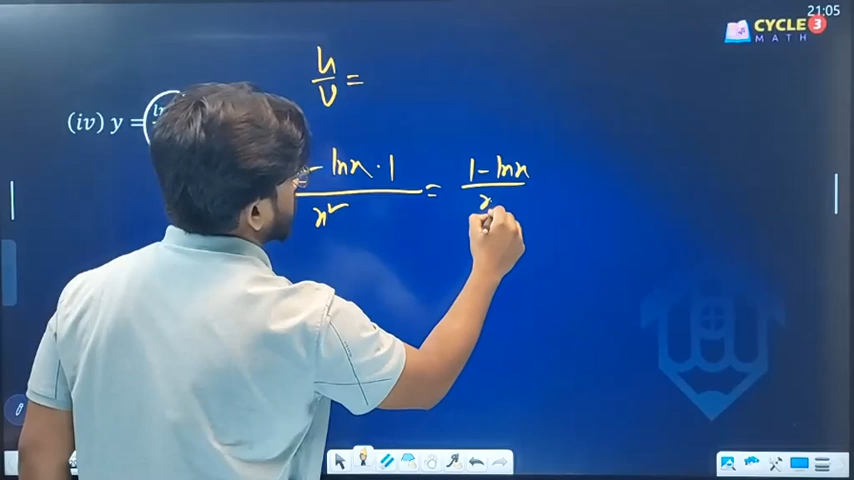 21:05
CYCLE 3
MATH
u/v =
(iv) y =
- lnx · 1 / x² = 1 - lnx / x